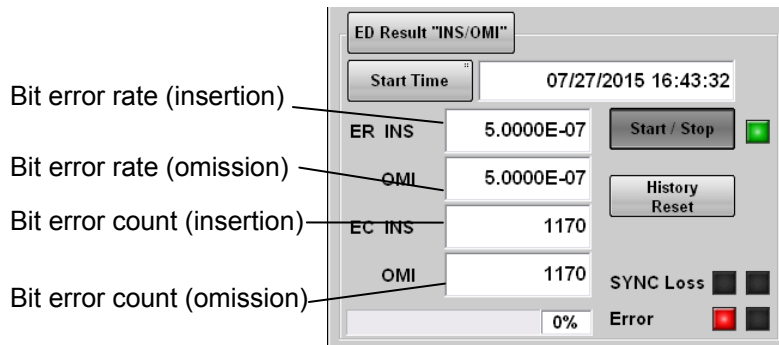 ED Result "INS/OMI"
Start Time
07/27/2015 16:43:32
Bit error rate (insertion)
ER INS
5.0000E-07
Start / Stop
Bit error rate (omission)
OMI
5.0000E-07
History
Reset
Bit error count (insertion)
EC INS
1170
Bit error count (omission)
OMI
1170
SYNC Loss
0%
Error